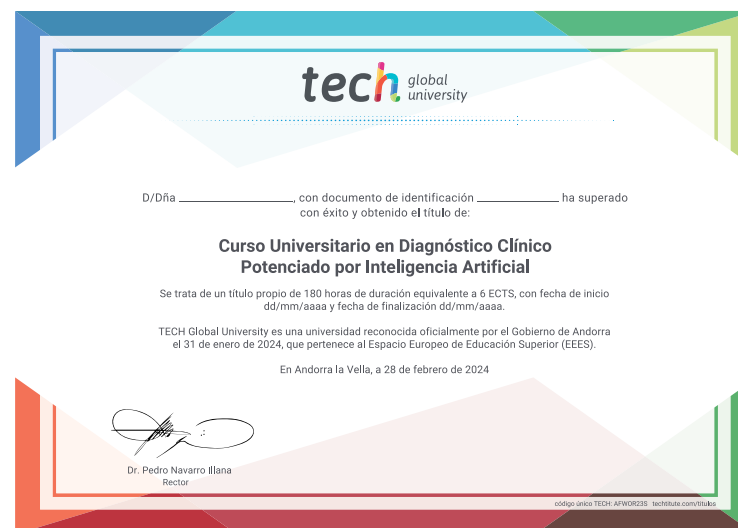 tech global university
D/Dña ____________, con documento de identificación ____________ ha superado
con éxito y obtenido el título de:
Curso Universitario en Diagnóstico Clínico
Potenciado por Inteligencia Artificial
Se trata de un título propio de 180 horas de duración equivalente a 6 ECTS, con fecha de inicio
dd/mm/aaaa y fecha de finalización dd/mm/aaaa.
TECH Global University es una universidad reconocida oficialmente por el Gobierno de Andorra
el 31 de enero de 2024, que pertenece al Espacio Europeo de Educación Superior (EEES).
En Andorra la Vella, a 28 de febrero de 2024
Dr. Pedro Navarro Illana
Rector
código único TECH: AFWOR23S techtitute.com/titulos